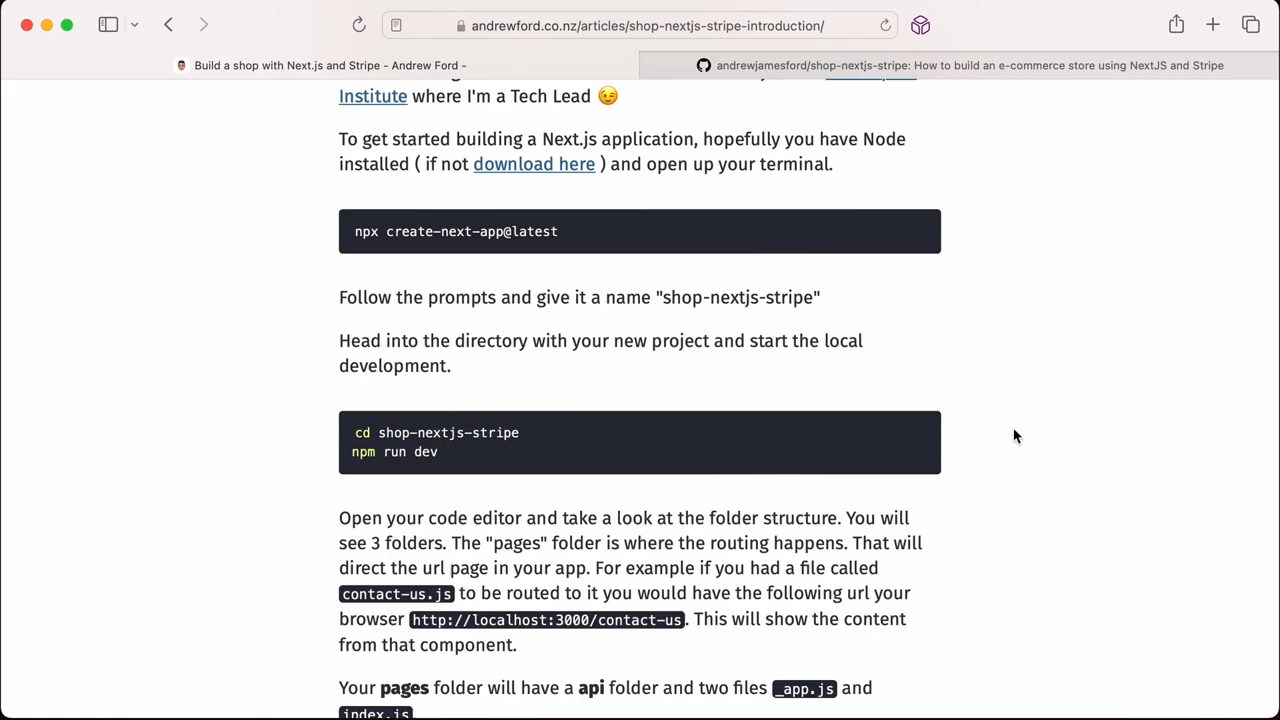 andrewford.co.nz/articles/shop-nextjs-stripe-introduction/
Build a shop with Next.js and Stripe - Andrew Ford -
andrewjamesford/shop-nextjs-stripe: How to build an e-commerce store using NextJS and Stripe
Institute where I'm a Tech Lead 😉
To get started building a Next.js application, hopefully you have Node
installed ( if not download here ) and open up your terminal.
npx create-next-app@latest
Follow the prompts and give it a name "shop-nextjs-stripe"
Head into the directory with your new project and start the local
development.
cd shop-nextjs-stripe
npm run dev
Open your code editor and take a look at the folder structure. You will
see 3 folders. The "pages" folder is where the routing happens. That will
direct the url page in your app. For example if you had a file called
contact-us.js to be routed to it you would have the following url your
browser http://localhost:3000/contact-us. This will show the content
from that component.
Your pages folder will have a api folder and two files _app.js and
index.js